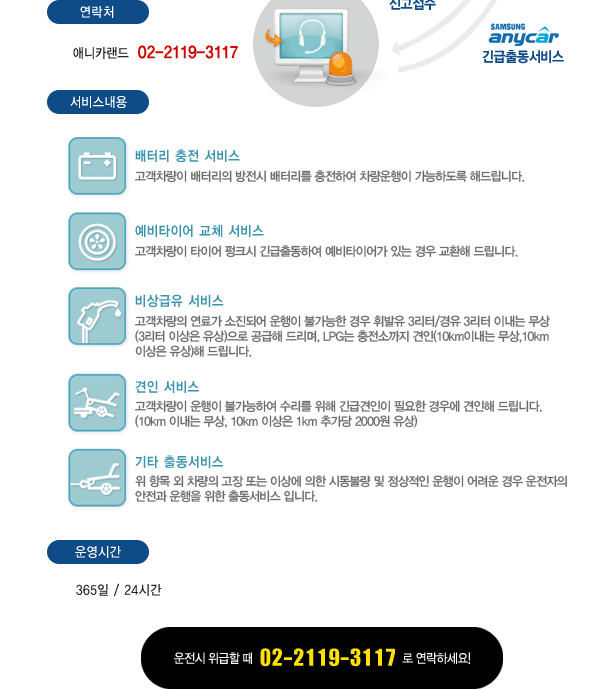 연락처
신고접수
애니카랜드 02-2119-3117
SAMSUNG
anycar
긴급출동서비스
서비스내용
배터리 충전 서비스
고객차량이 배터리의 방전시 배터리를 충전하여 차량운행이 가능하도록 해드립니다.
예비타이어 교체 서비스
고객차량이 타이어 펑크시 긴급출동하여 예비타이어가 있는 경우 교환해 드립니다.
비상급유 서비스
고객차량의 연료가 소진되어 운행이 불가능한 경우 휘발유 3리터/경유 3리터 이내는 무상
(3리터 이상은 유상)으로 공급해 드리며, LPG는 충전소까지 견인(10km이내는 무상,10km
이상은 유상)해 드립니다.
견인 서비스
고객차량이 운행이 불가능하여 수리를 위해 긴급견인이 필요한 경우에 견인해 드립니다.
(10km 이내는 무상, 10km 이상은 1km 추가당 2000원 유상)
기타 출동서비스
위 항목 외 차량의 고장 또는 이상에 의한 시동불량 및 정상적인 운행이 어려운 경우 운전자의
안전과 운행을 위한 출동서비스 입니다.
운영시간
365일 / 24시간
운전시 위급할 때 02-2119-3117 로 연락하세요!